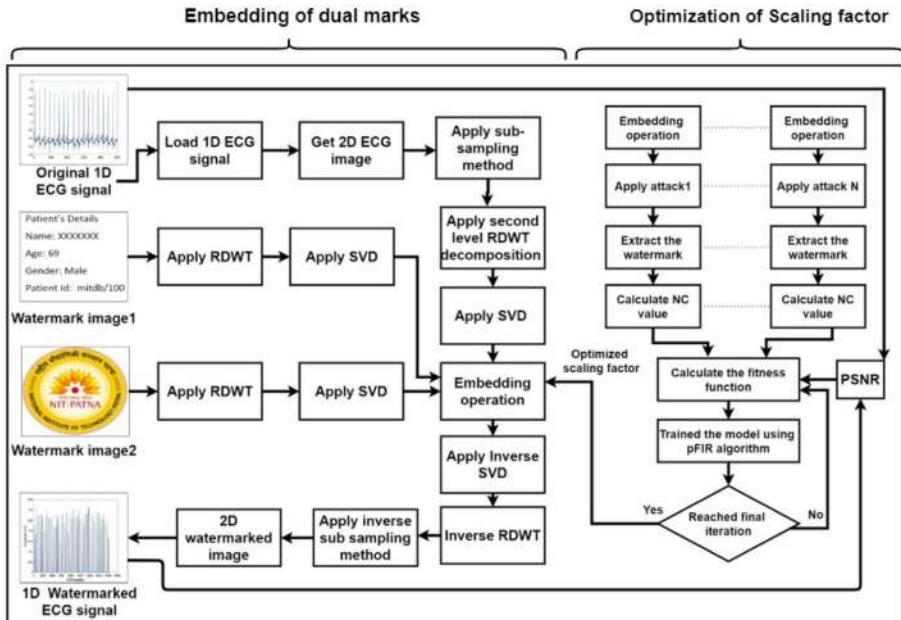 Embedding of dual marks
Optimization of Scaling factor
Original 1D
ECG signal
Load 1D ECG
signal
Get 2D ECG
image
Apply sub-
sampling
method
Apply second
level RDWT
decomposition
Apply SVD
Patient's Details
Name: XXXXXXX
Age: 69
Gender: Male
Patient Id: mitdb/100
Watermark image1
Apply RDWT
Apply SVD
NIT-PATNA
Watermark image2
Apply RDWT
Apply SVD
Embedding
operation
Apply Inverse
SVD
Inverse RDWT
Apply inverse
sub sampling
method
2D
watermarked
image
1D Watermarked
ECG signal
Embedding
operation
Embedding
operation
Apply attack1
Apply attack N
Extract the
watermark
Extract the
watermark
Calculate NC
value
Calculate NC
value
Optimized
scaling factor
Calculate the fitness
function
PSNR
Trained the model using
pFIR algorithm
Yes
Reached final
iteration
No